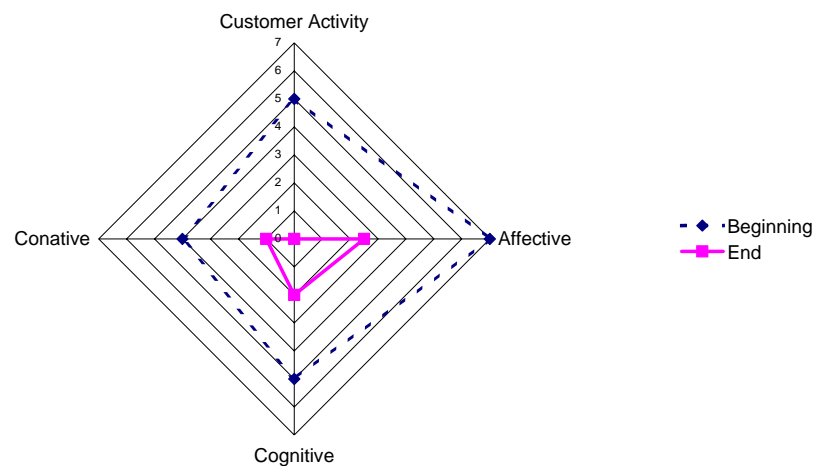 Customer Activity
7
6
5
4
3
2
1
0
Conative
Affective
Cognitive
Beginning
End